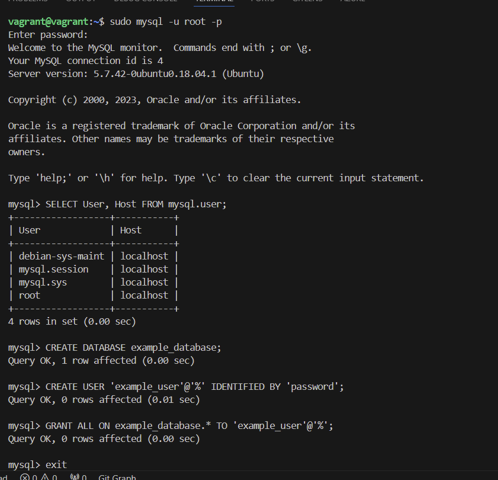 vagrant@vagrant:~$ sudo mysql -u root -p
Enter password:
Welcome to the MySQL monitor.  Commands end with ; or \g.
Your MySQL connection id is 4
Server version: 5.7.42-0ubuntu0.18.04.1 (Ubuntu)

Copyright (c) 2000, 2023, Oracle and/or its affiliates.

Oracle is a registered trademark of Oracle Corporation and/or its
affiliates. Other names may be trademarks of their respective
owners.

Type 'help;' or '\h' for help. Type '\c' to clear the current input statement.

mysql> SELECT User, Host FROM mysql.user;
+------------------+-----------+
| User             | Host      |
+------------------+-----------+
| debian-sys-maint | localhost |
| mysql.session    | localhost |
| mysql.sys        | localhost |
| root             | localhost |
+------------------+-----------+
4 rows in set (0.00 sec)

mysql> CREATE DATABASE example_database;
Query OK, 1 row affected (0.00 sec)

mysql> CREATE USER 'example_user'@'%' IDENTIFIED BY 'password';
Query OK, 0 rows affected (0.01 sec)

mysql> GRANT ALL ON example_database.* TO 'example_user'@'%';
Query OK, 0 rows affected (0.00 sec)

mysql> exit
0 0 0 Git Graph